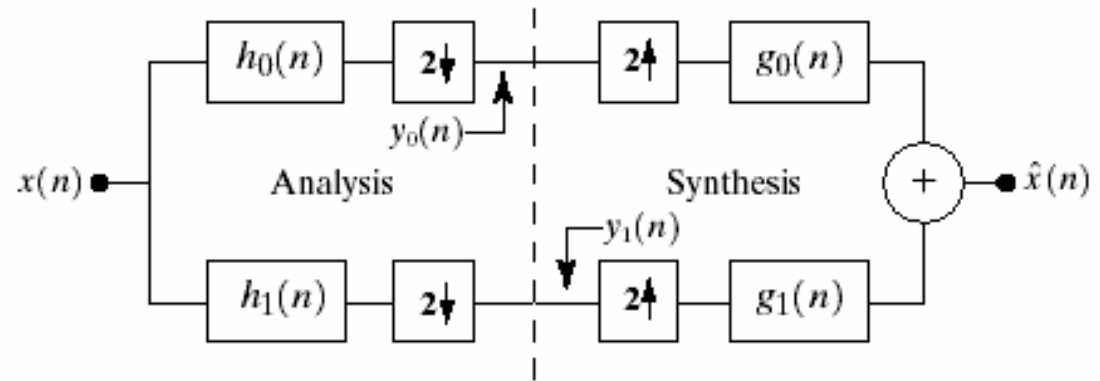 h₀(n) 2↓ 2↑ g₀(n)
y₀(n)
x(n) Analysis Synthesis + x̂(n)
y₁(n)
h₁(n) 2↓ 2↑ g₁(n)